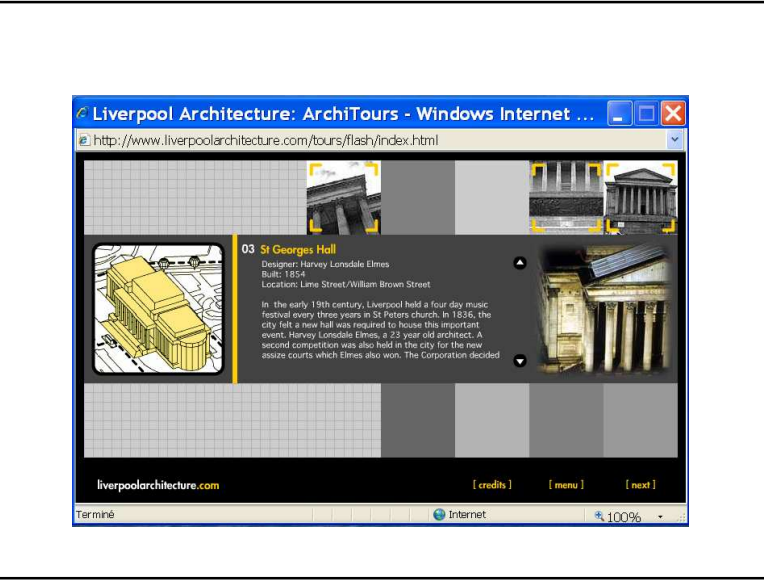 Liverpool Architecture: ArchiTours - Windows Internet ...
http://www.liverpoolarchitecture.com/tours/flash/index.html
03 St Georges Hall
Designer: Harvey Lonsdale Elmes
Built: 1854
Location: Lime Street/William Brown Street
In the early 19th century, Liverpool held a four day music
festival every three years in St Peters church. In 1836, the
city felt a new hall was required to house this important
event. Harvey Lonsdale Elmes, a 23 year old architect. A
second competition was also held in the city for the new
assize courts which Elmes also won. The Corporation decided
liverpoolarchitecture.com
[ credits ] [ menu ] [ next ]
Terminé Internet 100%